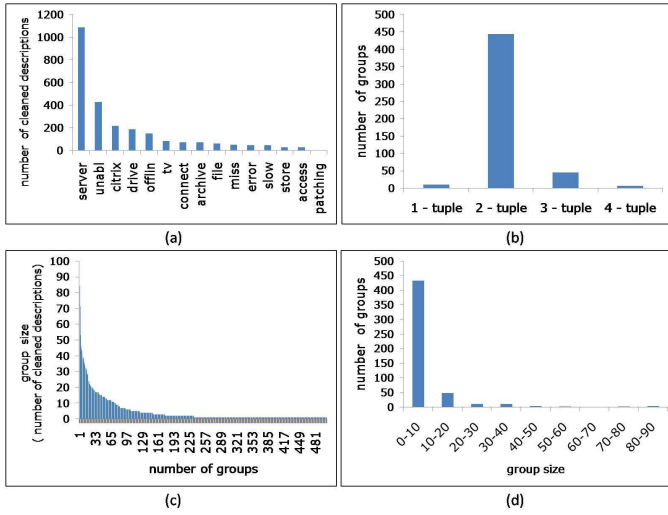 number of cleaned descriptions
1200
1000
800
600
400
200
0
server
unabl
citrix
drive
offlin
tv
connect
archive
file
miss
error
slow
store
access
patching
(a)
number of groups
500
450
400
350
300
250
200
150
100
50
0
1 - tuple 2 - tuple 3 - tuple 4 - tuple
(b)
group size
( number of cleaned descriptions)
100
90
80
70
60
50
40
30
20
10
0
1
33
65
97
129
161
193
225
257
289
321
353
385
417
449
481
number of groups
(c)
number of groups
500
450
400
350
300
250
200
150
100
50
0
0-10
10-20
20-30
30-40
40-50
50-60
60-70
70-80
80-90
group size
(d)